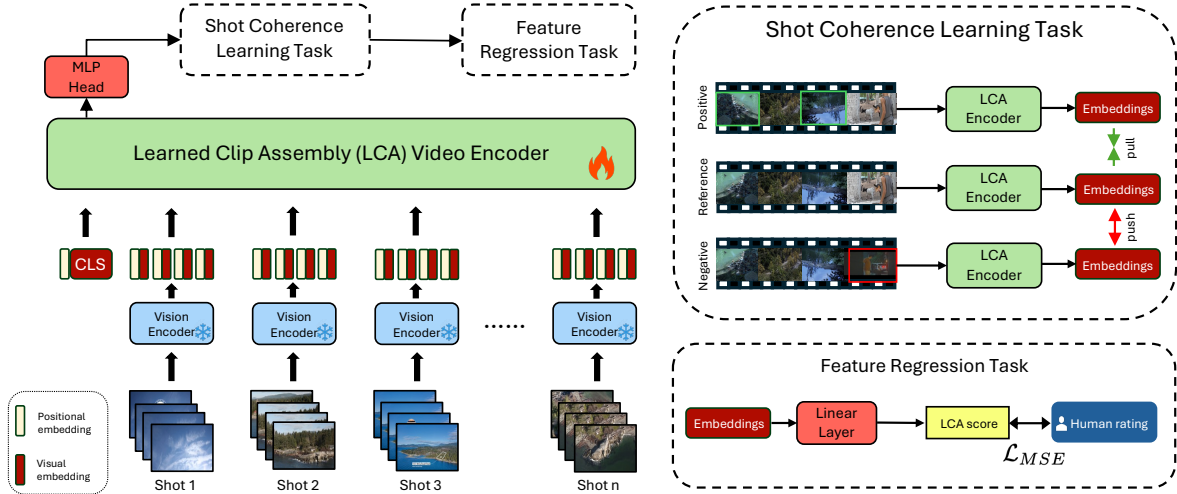 Shot Coherence
Learning Task
Feature
Regression Task
MLP
Head
Learned Clip Assembly (LCA) Video Encoder
CLS
Vision
Encoder
Vision
Encoder
Vision
Encoder
......
Vision
Encoder
Positional
embedding
Visual
embedding
Shot 1
Shot 2
Shot 3
Shot n
Shot Coherence Learning Task
Positive
LCA
Encoder
Embeddings
pull
Reference
LCA
Encoder
Embeddings
push
Negative
LCA
Encoder
Embeddings
Feature Regression Task
Embeddings
Linear
Layer
LCA score
Human rating
ℒ_MSE